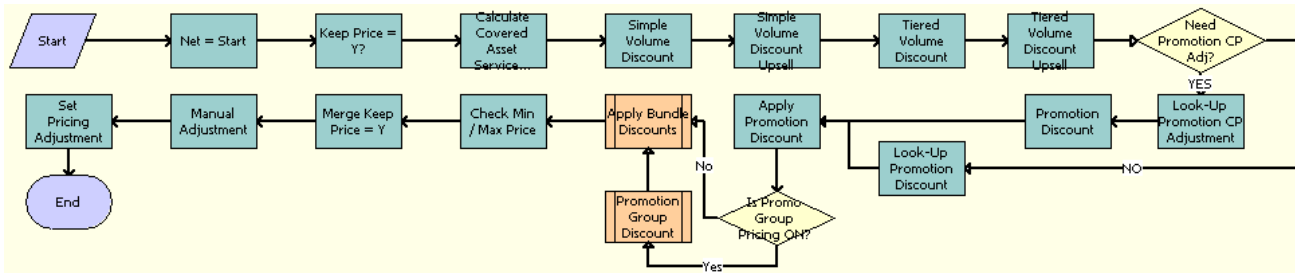 Start
Net = Start
Keep Price =
Y?
Calculate
Covered
Asset
Service...
Simple
Volume
Discount
Simple
Volume
Discount
Upsell
Tiered
Volume
Discount
Tiered
Volume
Discount
Upsell
Need
Promotion CP
Adj?
YES
Set
Pricing
Adjustment
Manual
Adjustment
Merge Keep
Price = Y
Check Min
/ Max Price
Apply Bundle
Discounts
Apply
Promotion
Discount
Promotion
Discount
Look-Up
Promotion CP
Adjustment
Look-Up
Promotion
Discount
NO
No
End
Promotion
Group
Discount
Is Promo
Group
Pricing ON?
Yes